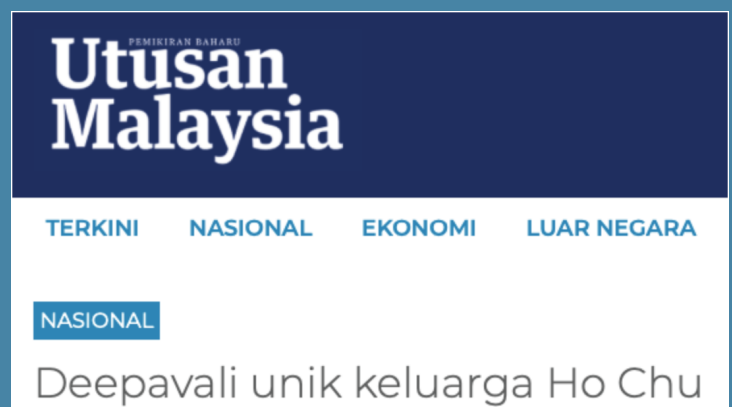 PEMIKIRAN BAHARU
Utusan
Malaysia
TERKINI NASIONAL EKONOMI LUAR NEGARA
NASIONAL
Deepavali unik keluarga Ho Chu